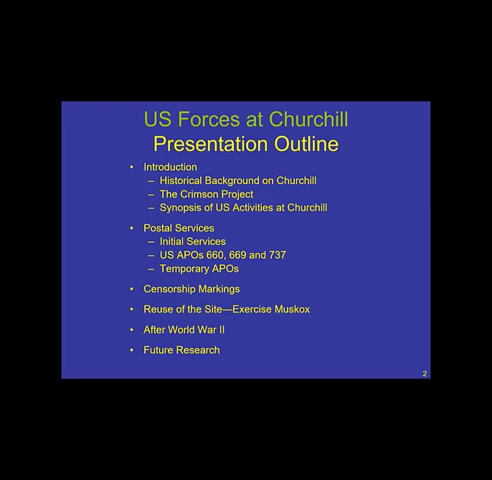 US Forces at Churchill
Presentation Outline
• Introduction
– Historical Background on Churchill
– The Crimson Project
– Synopsis of US Activities at Churchill
• Postal Services
– Initial Services
– US APOs 660, 669 and 737
– Temporary APOs
• Censorship Markings
• Reuse of the Site—Exercise Muskox
• After World War II
• Future Research
2